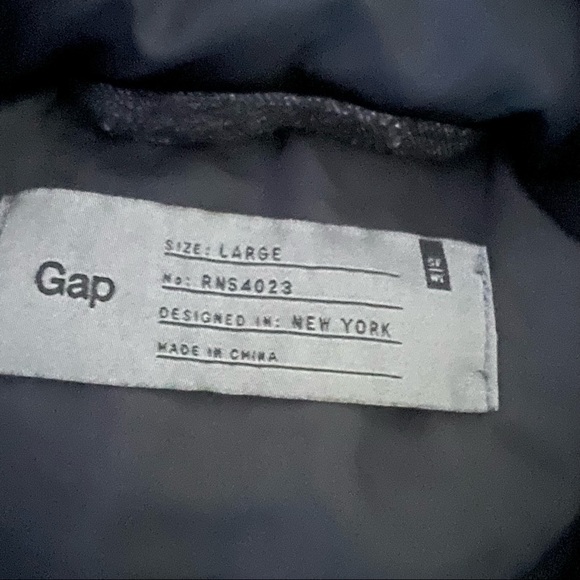 Gap
SIZE: LARGE
No: RNS4023
DESIGNED IN: NEW YORK
MADE IN CHINA